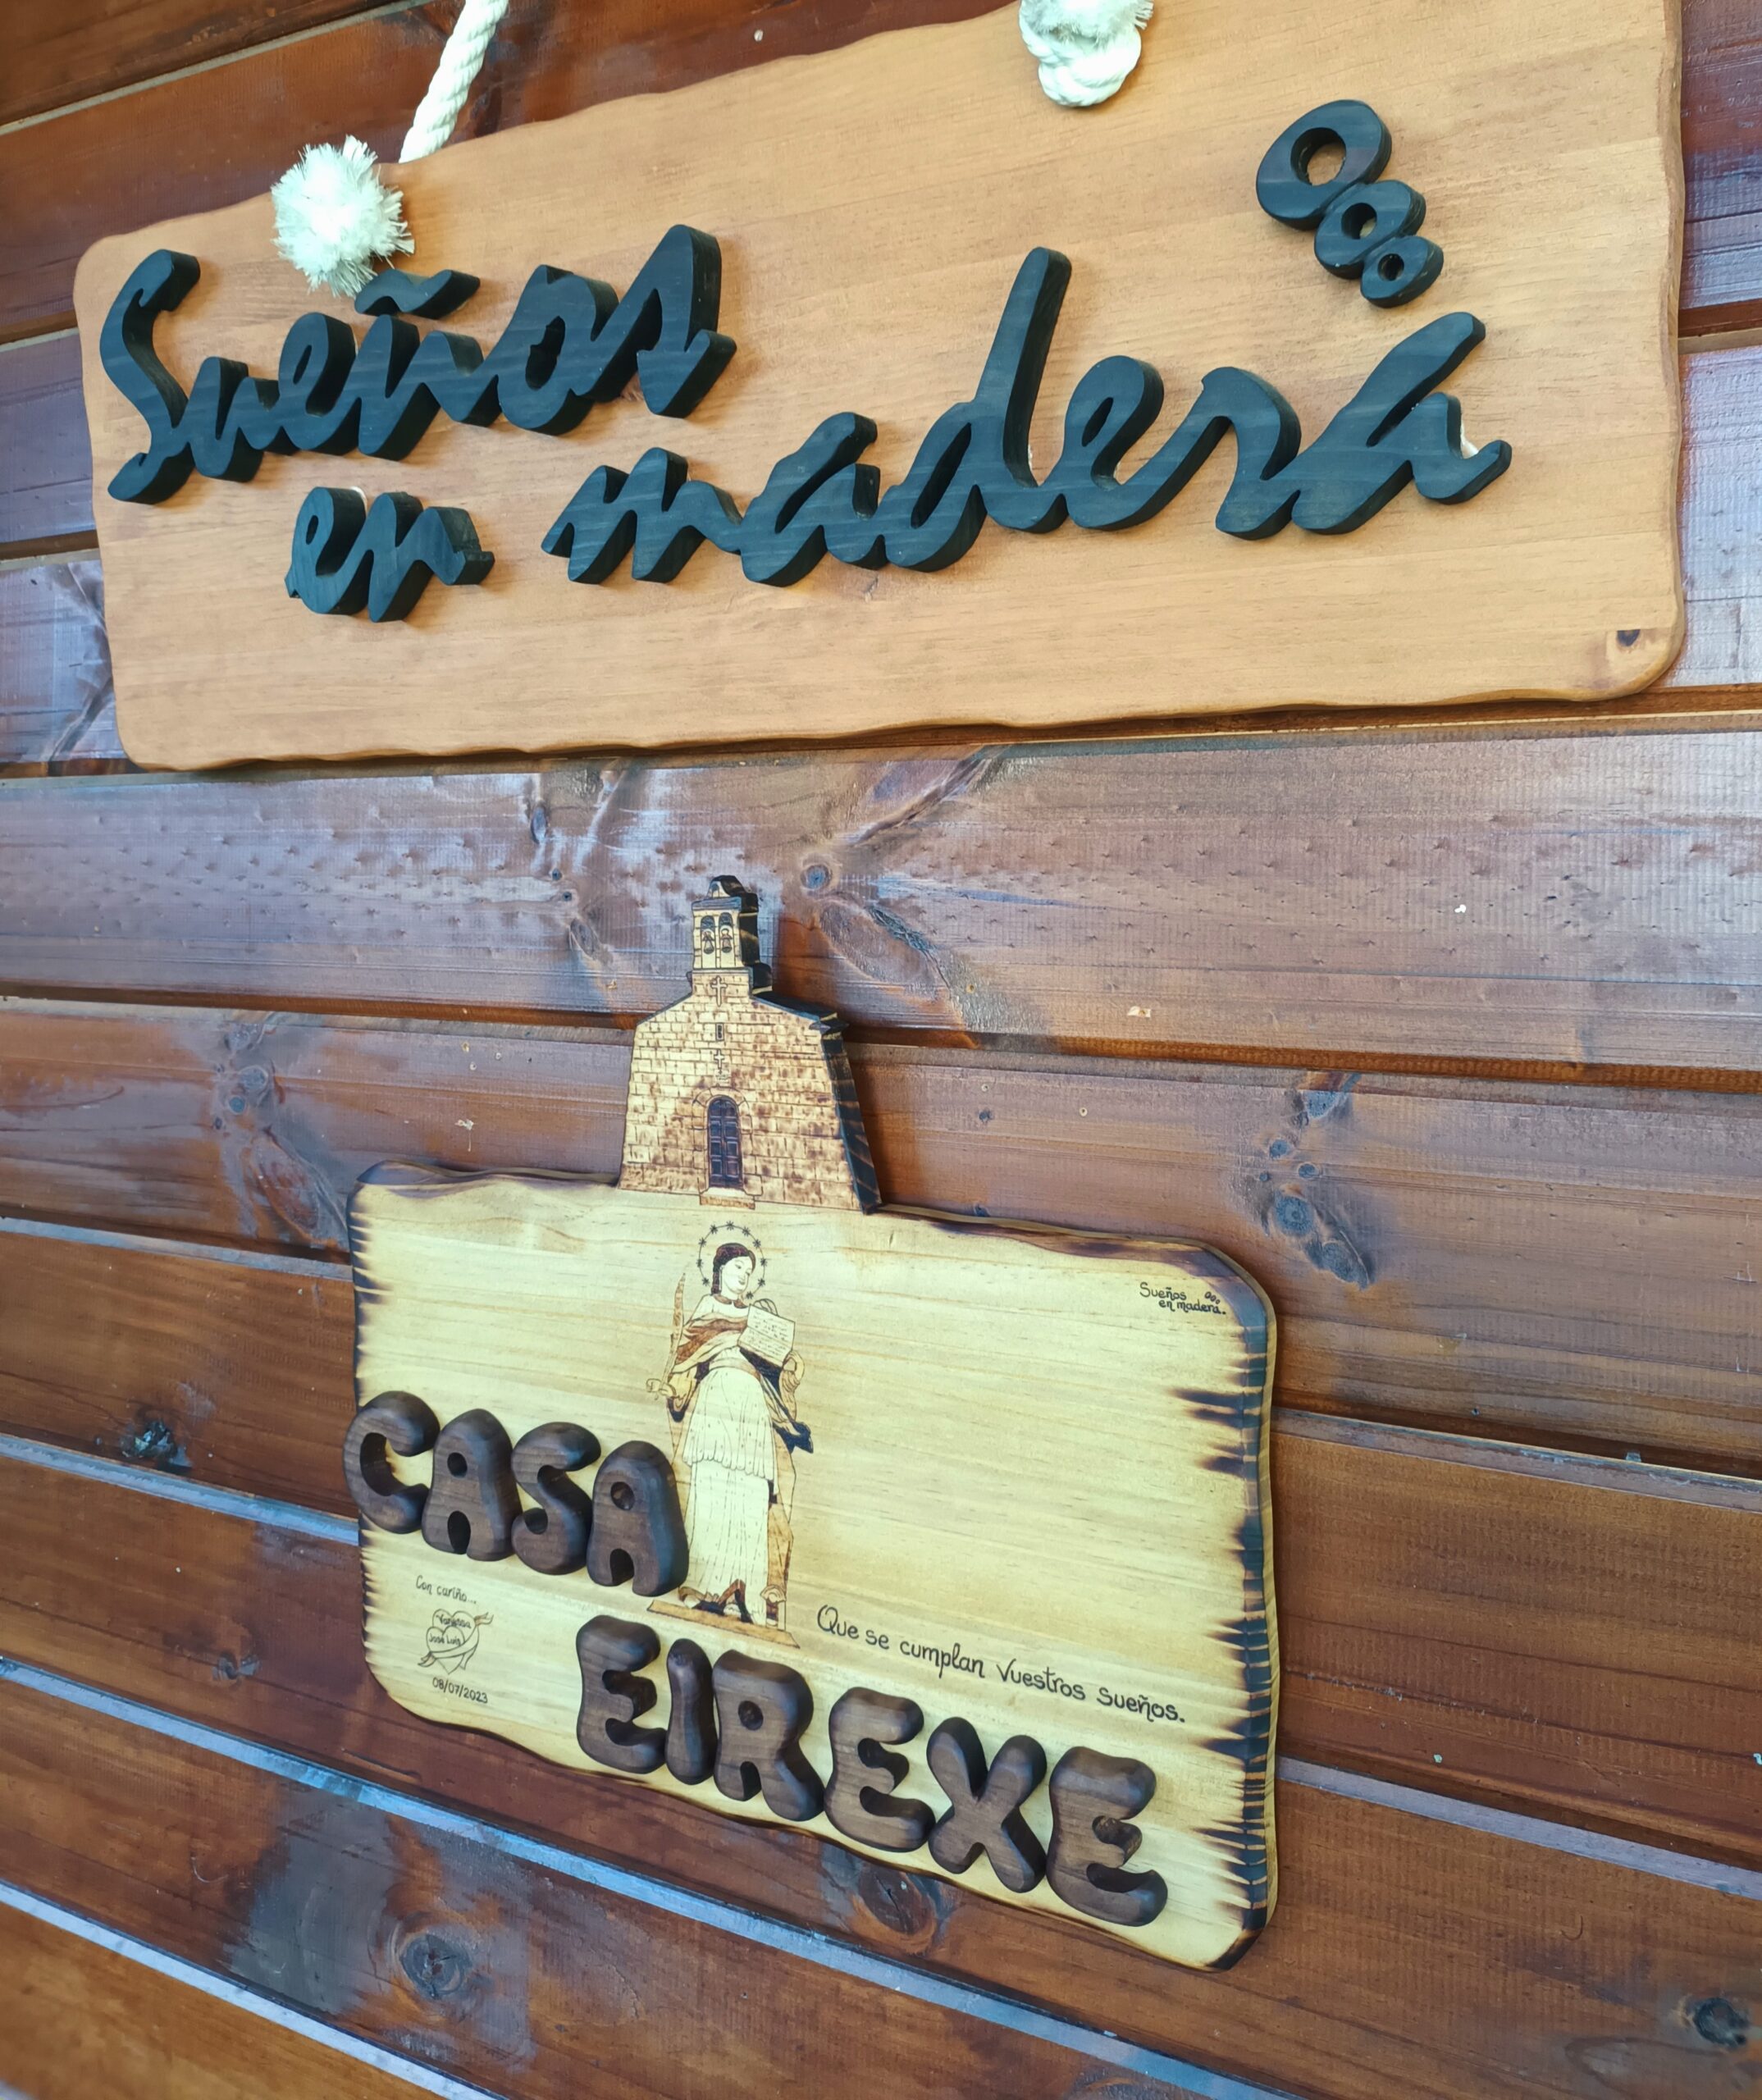 Sueños
en madera
Sueños
en madera.
CASA
Con cariño...
Vanessa
José Luis
08/07/2023
Que se cumplan vuestros sueños.
EIREXE